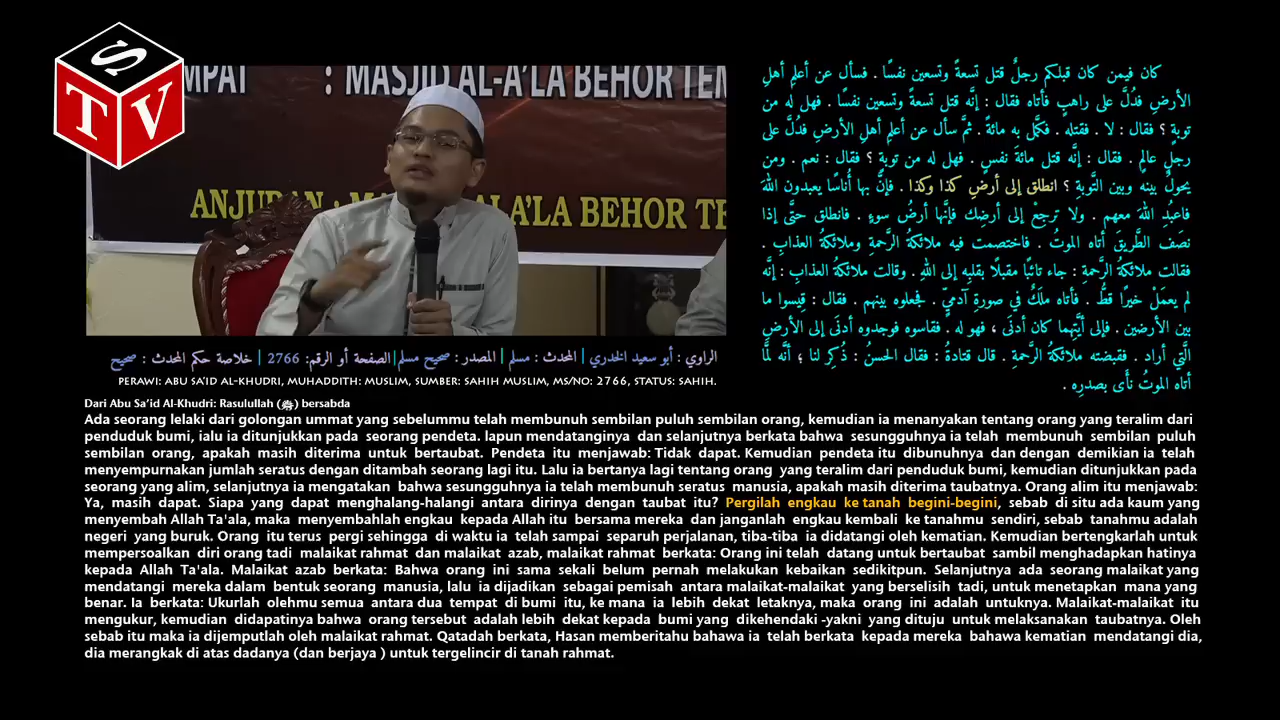 STV
MPAT : MASJID AL-A'LA BEHOR TEM
ANJURAN : AL A'LA BEHOR TE
كان فيمن كان قبلكم رجلٌ قتل تسعةً وتسعين نفسًا . فسأل عن أعلمِ أهلِ
الأرضِ فدُلَّ على راهبٍ فأتاه فقال : إنَّه قتل تسعةً وتسعين نفسًا . فهل له من
توبةٍ ؟ فقال : لا . فقتله . فكمَّل به مائةً . ثمَّ سأل عن أعلمِ أهلِ الأرضِ فدُلَّ على
رجلٍ عالمٍ . فقال : إنَّه قتل مائةَ نفسٍ . فهل له من توبةٍ ؟ فقال : نعم . ومن
يحولُ بينه وبين التَّوبةِ ؟ انطلق إلى أرضِ كذا وكذا . فإنَّ بها أُناسًا يعبدون اللهَ
فاعبُدِ اللهَ معهم . ولا ترجِعْ إلى أرضِك فإنَّها أرضُ سوءٍ . فانطلق حتَّى إذا
نصَف الطَّريقَ أتاه الموتُ . فاختصمت فيه ملائكةُ الرَّحمةِ وملائكةُ العذابِ .
فقالت ملائكةُ الرَّحمةِ : جاء تائبًا مقبلًا بقلبِه إلى اللهِ . وقالت ملائكةُ العذابِ : إنَّه
لم يعمَلْ خيرًا قطُّ . فأتاه ملَكٌ في صورةِ آدميٍّ . فجعلوه بينهم . فقال : قِيسوا ما
بين الأرضين . فإلى أيَّتِهما كان أدنَى ، فهو له . فقاسوه فوجدوه أدنَى إلى الأرضِ
الَّتي أراد . فقبضته ملائكةُ الرَّحمةِ . قال قتادةُ : فقال الحسنُ : ذُكِر لنا ؛ أنَّه لمَّا
أتاه الموتُ نأَى بصدرِه .
الراوي : أبو سعيد الخدري | المحدث : مسلم | المصدر : صحيح مسلم | الصفحة أو الرقم: 2766 | خلاصة حكم المحدث : صحيح
PERAWI: ABU SA'ID AL-KHUDRI, MUHADDITH: MUSLIM, SUMBER: SAHIH MUSLIM, MS/NO: 2766, STATUS: SAHIH.
Dari Abu Sa'id Al-Khudri: Rasulullah (ﷺ) bersabda
Ada seorang lelaki dari golongan ummat yang sebelummu telah membunuh sembilan puluh sembilan orang, kemudian ia menanyakan tentang orang yang teralim dari
penduduk bumi, ialu ia ditunjukkan pada seorang pendeta. lapun mendatanginya dan selanjutnya berkata bahwa sesungguhnya ia telah membunuh sembilan puluh
sembilan orang, apakah masih diterima untuk bertaubat. Pendeta itu menjawab: Tidak dapat. Kemudian pendeta itu dibunuhnya dan dengan demikian ia telah
menyempurnakan jumlah seratus dengan ditambah seorang lagi itu. Lalu ia bertanya lagi tentang orang yang teralim dari penduduk bumi, kemudian ditunjukkan pada
seorang yang alim, selanjutnya ia mengatakan bahwa sesungguhnya ia telah membunuh seratus manusia, apakah masih diterima taubatnya. Orang alim itu menjawab:
Ya, masih dapat. Siapa yang dapat menghalang-halangi antara dirinya dengan taubat itu? Pergilah engkau ke tanah begini-begini, sebab di situ ada kaum yang
menyembah Allah Ta'ala, maka menyembahlah engkau kepada Allah itu bersama mereka dan janganlah engkau kembali ke tanahmu sendiri, sebab tanahmu adalah
negeri yang buruk. Orang itu terus pergi sehingga di waktu ia telah sampai separuh perjalanan, tiba-tiba ia didatangi oleh kematian. Kemudian bertengkarlah untuk
mempersoalkan diri orang tadi malaikat rahmat dan malaikat azab, malaikat rahmat berkata: Orang ini telah datang untuk bertaubat sambil menghadapkan hatinya
kepada Allah Ta'ala. Malaikat azab berkata: Bahwa orang ini sama sekali belum pernah melakukan kebaikan sedikitpun. Selanjutnya ada seorang malaikat yang
mendatangi mereka dalam bentuk seorang manusia, lalu ia dijadikan sebagai pemisah antara malaikat-malaikat yang berselisih tadi, untuk menetapkan mana yang
benar. Ia berkata: Ukurlah olehmu semua antara dua tempat di bumi itu, ke mana ia lebih dekat letaknya, maka orang ini adalah untuknya. Malaikat-malaikat itu
mengukur, kemudian didapatinya bahwa orang tersebut adalah lebih dekat kepada bumi yang dikehendaki -yakni yang dituju untuk melaksanakan taubatnya. Oleh
sebab itu maka ia dijemputlah oleh malaikat rahmat. Qatadah berkata, Hasan memberitahu bahawa ia telah berkata kepada mereka bahawa kematian mendatangi dia,
dia merangkak di atas dadanya (dan berjaya ) untuk tergelincir di tanah rahmat.